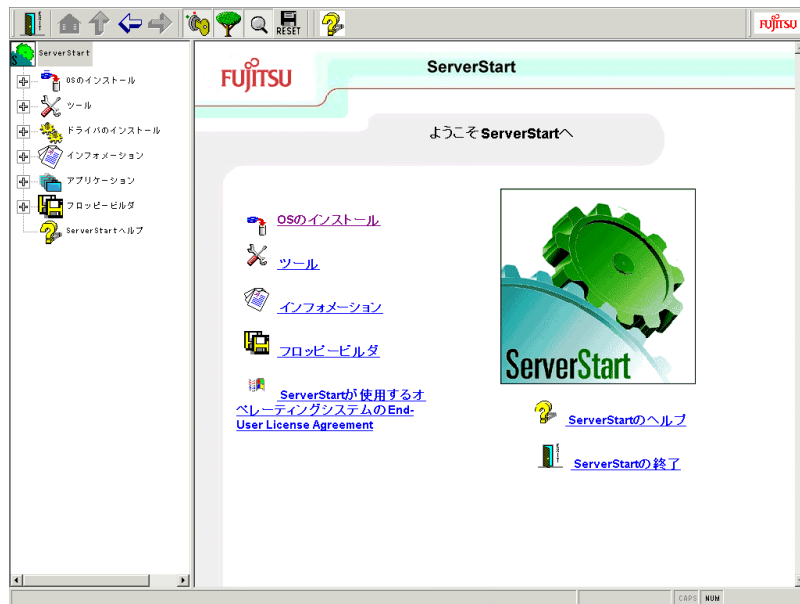 EXIT
RESET
FUJITSU
ServerStart
OSのインストール
ツール
ドライバのインストール
インフォメーション
アプリケーション
フロッピービルダ
ServerStartヘルプ
FUJITSU
ServerStart
ようこそServerStartへ
OSのインストール
ツール
インフォメーション
フロッピービルダ
ServerStartが使用するオ
ペレーティングシステムのEnd-
User License Agreement
ServerStart
ServerStartのヘルプ
EXIT
ServerStartの終了
CAPS NUM